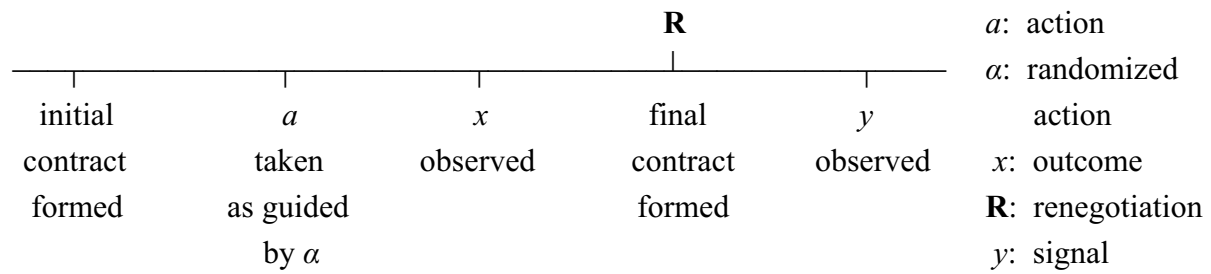 R
initial contract formed
a taken as guided by α
x observed
final contract formed
y observed
a: action
α: randomized action
x: outcome
R: renegotiation
y: signal